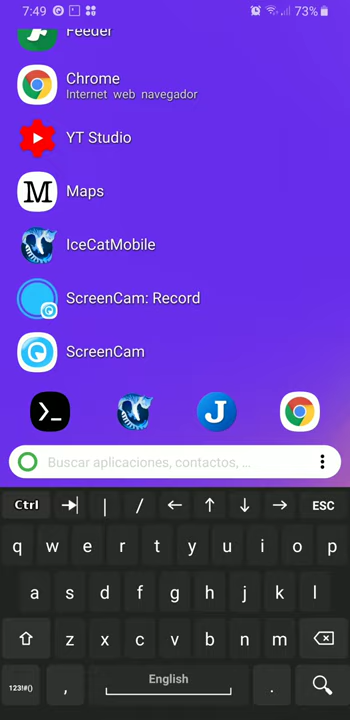 7:49
73%
Feeder
Chrome
Internet web navegador
YT Studio
M
Maps
IceCatMobile
ScreenCam: Record
ScreenCam
>_
J
Buscar aplicaciones, contactos, ...
Ctrl | / ← ↑ ↓ → ESC
q w e r t y u i o p
a s d f g h j k l
z x c v b n m
123!#() , English .